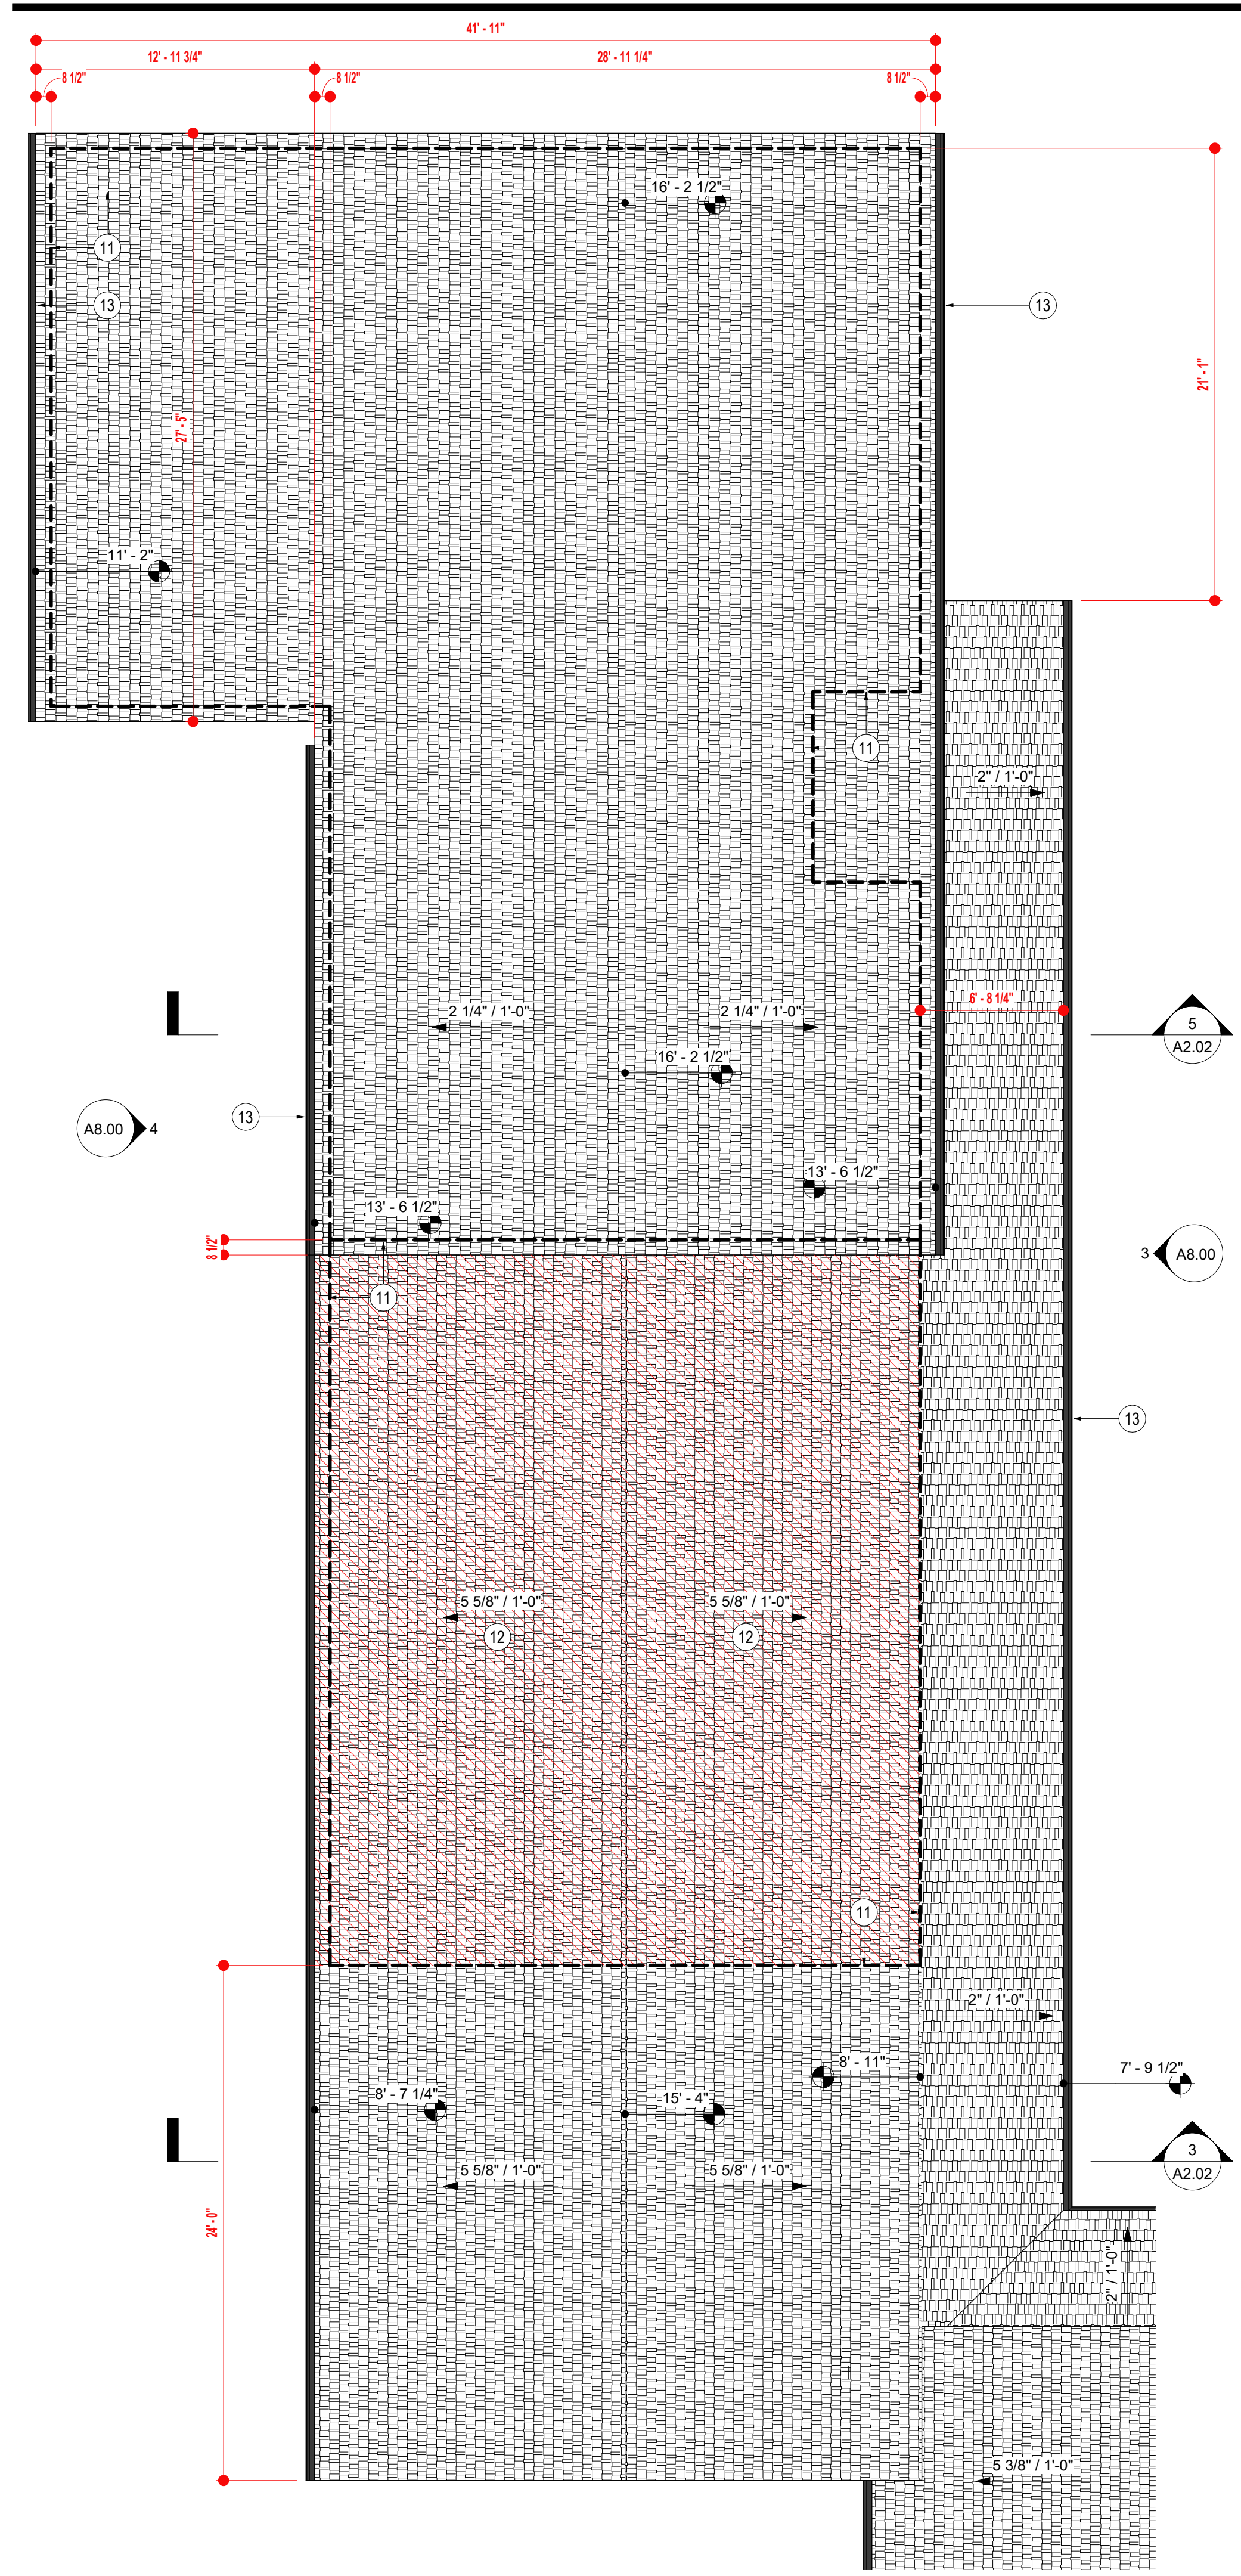 41' - 11"
12' - 11 3/4"
28' - 11 1/4"
8 1/2"
8 1/2"
8 1/2"
16' - 2 1/2"
11
13
13
21' - 1"
27' - 5"
11' - 2"
11
2" / 1'-0"
6' - 8 1/4"
2 1/4" / 1'-0"
2 1/4" / 1'-0"
5
A2.02
16' - 2 1/2"
13
A8.00
4
13' - 6 1/2"
13' - 6 1/2"
8 1/2"
3
A8.00
11
13
5 5/8" / 1'-0"
5 5/8" / 1'-0"
12
12
11
2" / 1'-0"
8' - 11"
7' - 9 1/2"
8' - 7 1/4"
15' - 4"
3
A2.02
5 5/8" / 1'-0"
5 5/8" / 1'-0"
24' - 0"
2" / 1'-0"
5 3/8" / 1'-0"